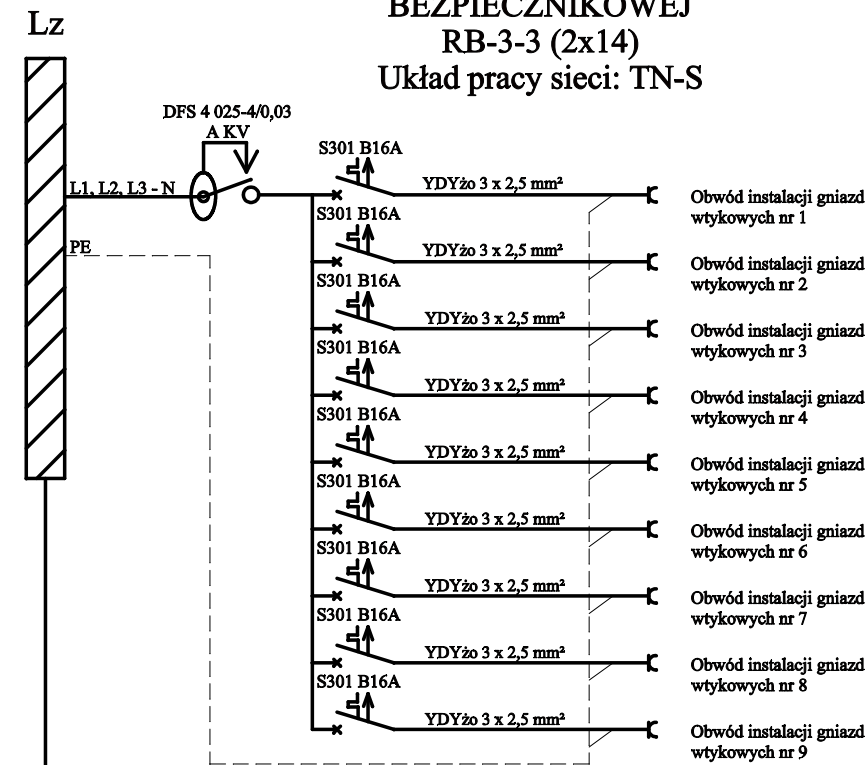 BEZPIECZNIKOWEJ
RB-3-3 (2x14)
Układ pracy sieci: TN-S
Lz
DFS 4 025-4/0,03
A KV
L1, L2, L3 - N
PE
S301 B16A
YDYżo 3 x 2,5 mm²
Obwód instalacji gniazd
wtykowych nr 1
S301 B16A
YDYżo 3 x 2,5 mm²
Obwód instalacji gniazd
wtykowych nr 2
S301 B16A
YDYżo 3 x 2,5 mm²
Obwód instalacji gniazd
wtykowych nr 3
S301 B16A
YDYżo 3 x 2,5 mm²
Obwód instalacji gniazd
wtykowych nr 4
S301 B16A
YDYżo 3 x 2,5 mm²
Obwód instalacji gniazd
wtykowych nr 5
S301 B16A
YDYżo 3 x 2,5 mm²
Obwód instalacji gniazd
wtykowych nr 6
S301 B16A
YDYżo 3 x 2,5 mm²
Obwód instalacji gniazd
wtykowych nr 7
S301 B16A
YDYżo 3 x 2,5 mm²
Obwód instalacji gniazd
wtykowych nr 8
S301 B16A
YDYżo 3 x 2,5 mm²
Obwód instalacji gniazd
wtykowych nr 9